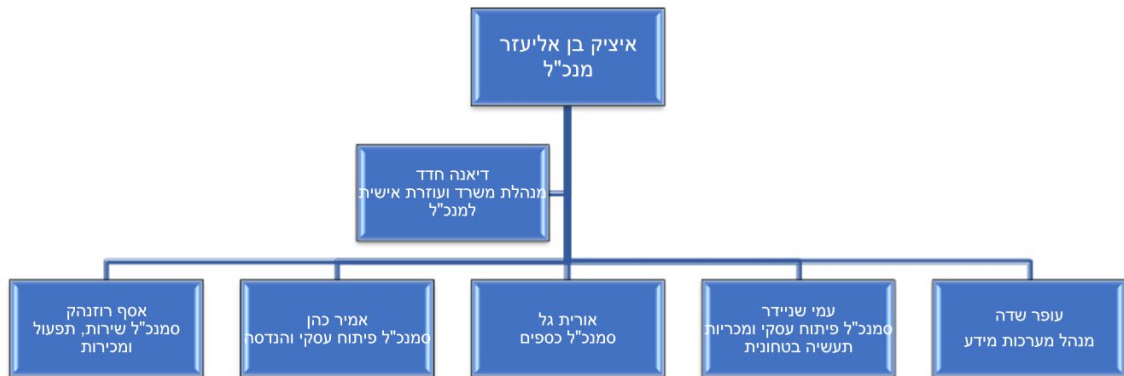 איציק בן אליעזר
מנכ"ל
דיאנה חדד
מנהלת משרד ועוזרת אישית
למנכ"ל
עופר שדה
מנהל מערכות מידע
עמי שניידר
סמנכ"ל פיתוח עסקי ומכריות
תעשיה בטחונית
אורית גל
סמנכ"ל כספים
אמיר כהן
סמנכ"ל פיתוח עסקי והנדסה
אסף רוזנהק
סמנכ"ל שירות, תפעול
ומכירות